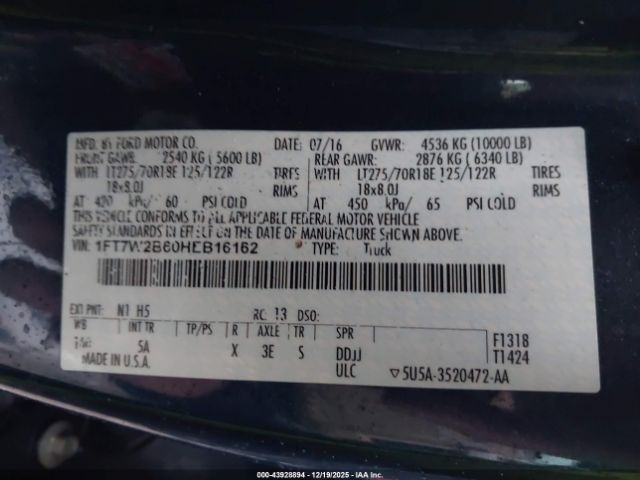 MFD. BY FORD MOTOR CO. DATE: 07/16 GVWR: 4536 KG (10000 LB)
FRONT GAWR: 2540 KG (5600 LB) REAR GAWR: 2876 KG (6340 LB)
WITH LT275/70R18E 125/122R TIRES WITH LT275/70R18E 125/122R TIRES
18x8.0J RIMS 18x8.0J RIMS
AT 420 kPa/ 60 PSI COLD AT 450 kPa/ 65 PSI COLD
THIS VEHICLE CONFORMS TO ALL APPLICABLE FEDERAL MOTOR VEHICLE
SAFETY STANDARDS IN EFFECT ON THE DATE OF MANUFACTURE SHOWN ABOVE.
VIN: 1FT7W2B60HEB16162 TYPE: Truck
EXT PNT: N1 H5 RC: 13 DSO:
WB INT TR TP/PS R AXLE TR SPR F1318
5A X 3E S DDJJ T1424
MADE IN U.S.A. ULC 5U5A-3520472-AA
000-43928894 | 12/19/2025 | IAA.com